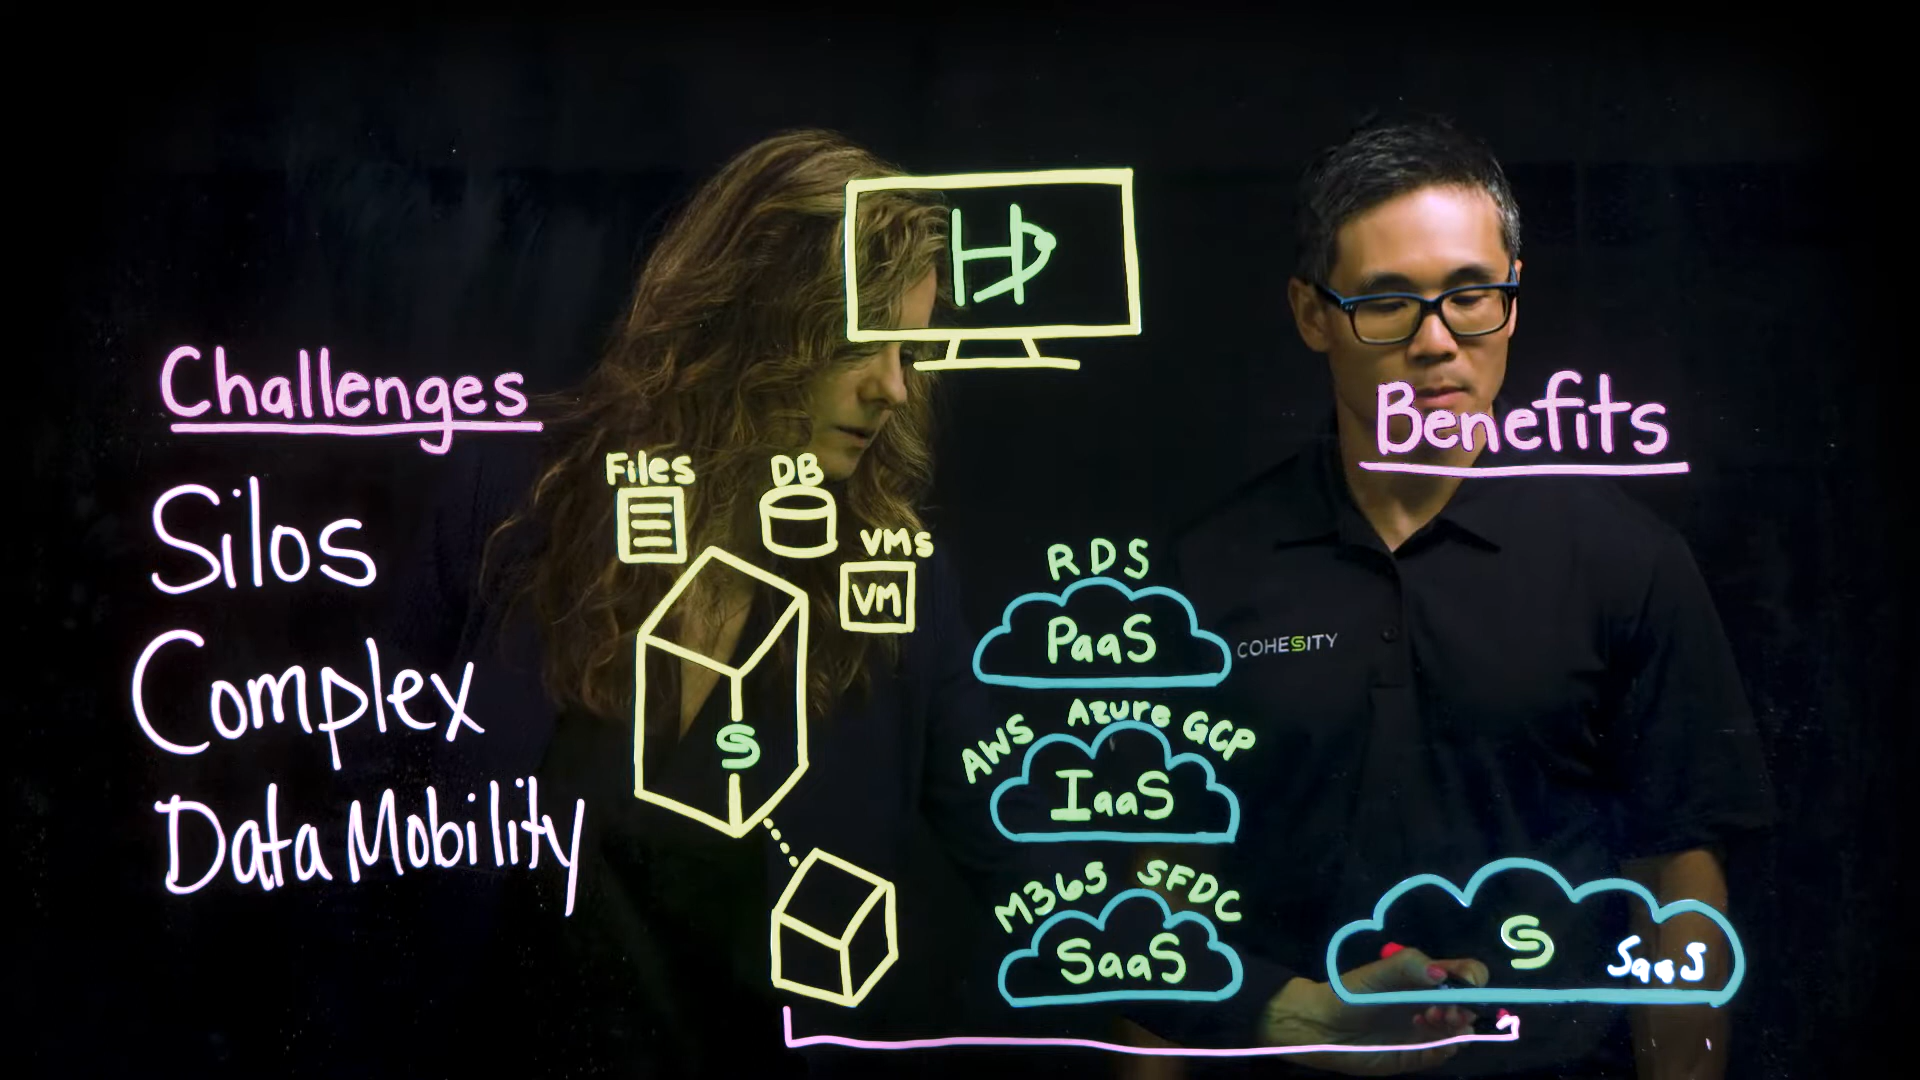 Challenges
Silos
Complex
Data Mobility
Files
DB
VMs
VM
S
RDS
PaaS
AWS Azure GCP
IaaS
M365 SFDC
SaaS
COHESITY
Benefits
S SaaS